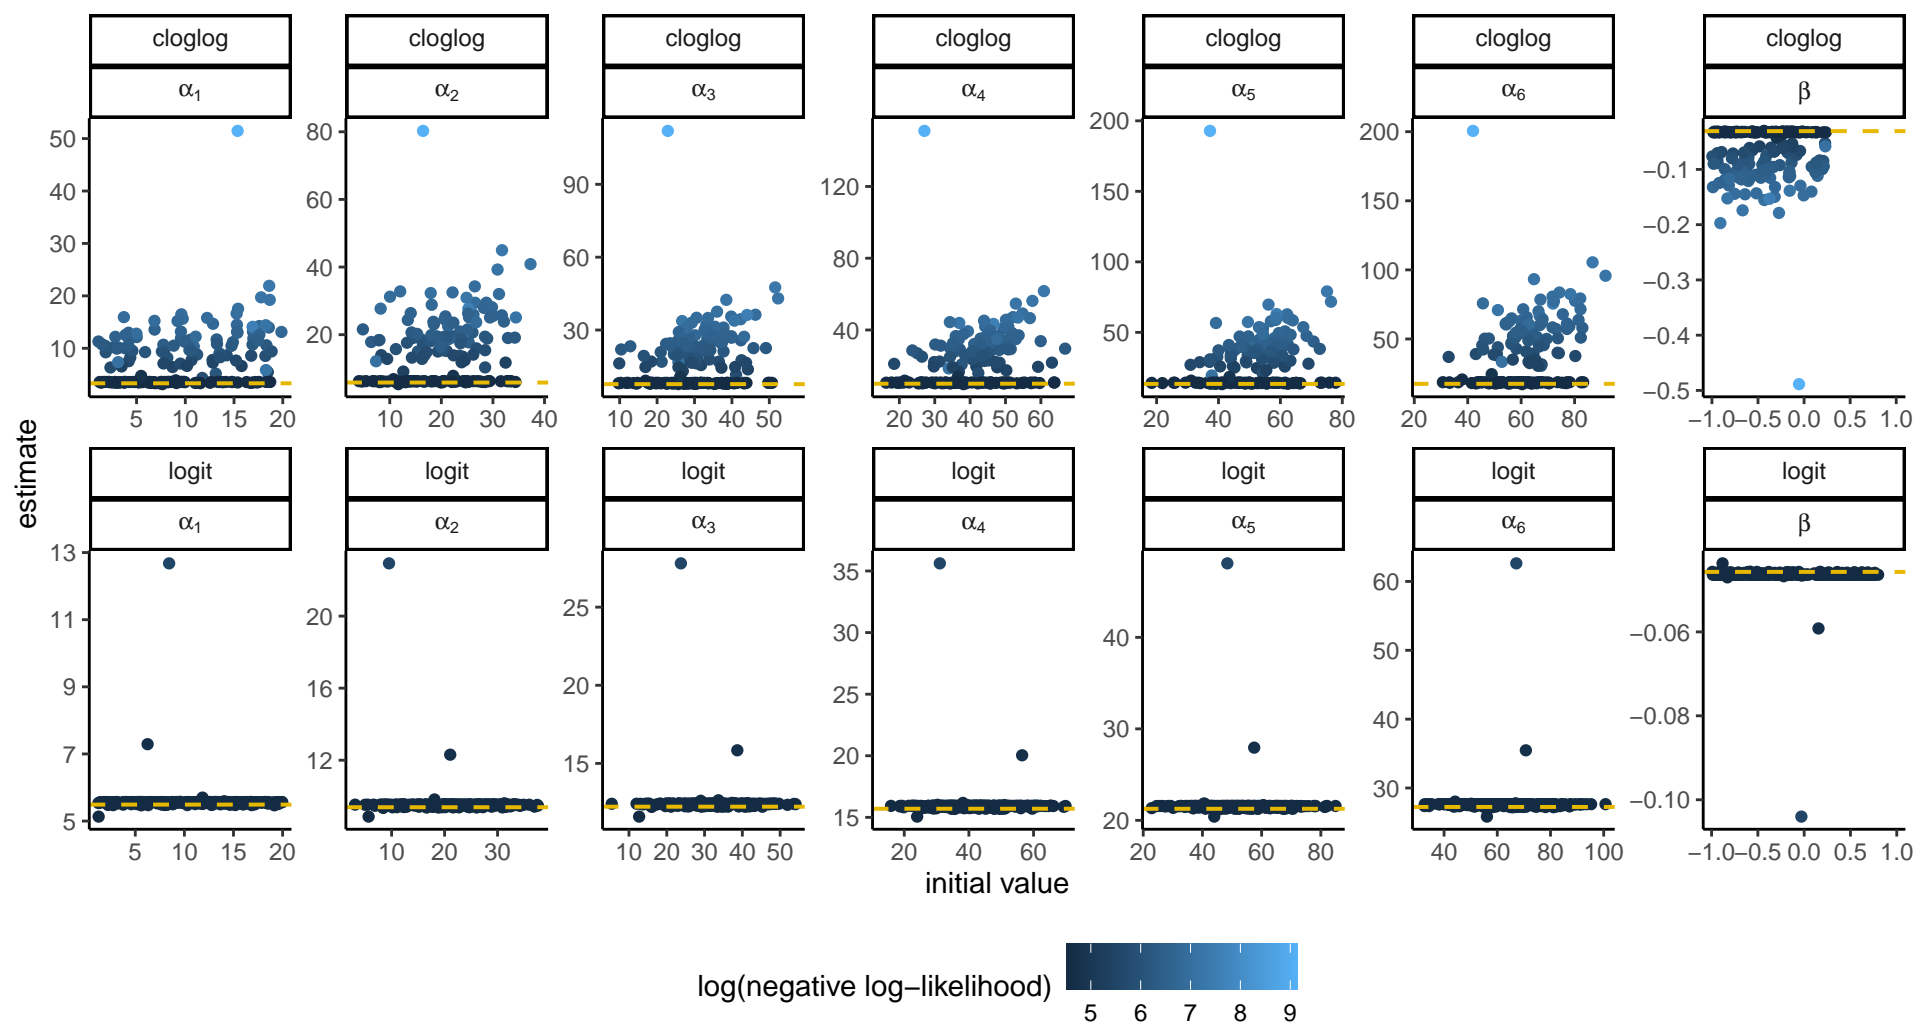 cloglog cloglog cloglog cloglog cloglog cloglog cloglog
α1 α2 α3 α4 α5 α6 β
50 40 30 20 10
5 10 15 20
80 60 40 20
10 20 30 40
90 60 30
10 20 30 40 50
120 80 40
20 30 40 50 60
200 150 100 50
20 40 60 80
200 150 100 50
20 40 60 80
−0.1 −0.2 −0.3 −0.4 −0.5
−1.0 −0.5 0.0 0.5 1.0
estimate
logit logit logit logit logit logit logit
α1 α2 α3 α4 α5 α6 β
13 11 9 7 5
5 10 15 20
20 16 12
10 20 30
25 20 15
10 20 30 40 50
35 30 25 20 15
20 40 60
40 30 20
20 40 60 80
60 50 40 30
40 60 80 100
−0.06 −0.08 −0.10
−1.0 −0.5 0.0 0.5 1.0
initial value
log(negative log−likelihood)
5 6 7 8 9